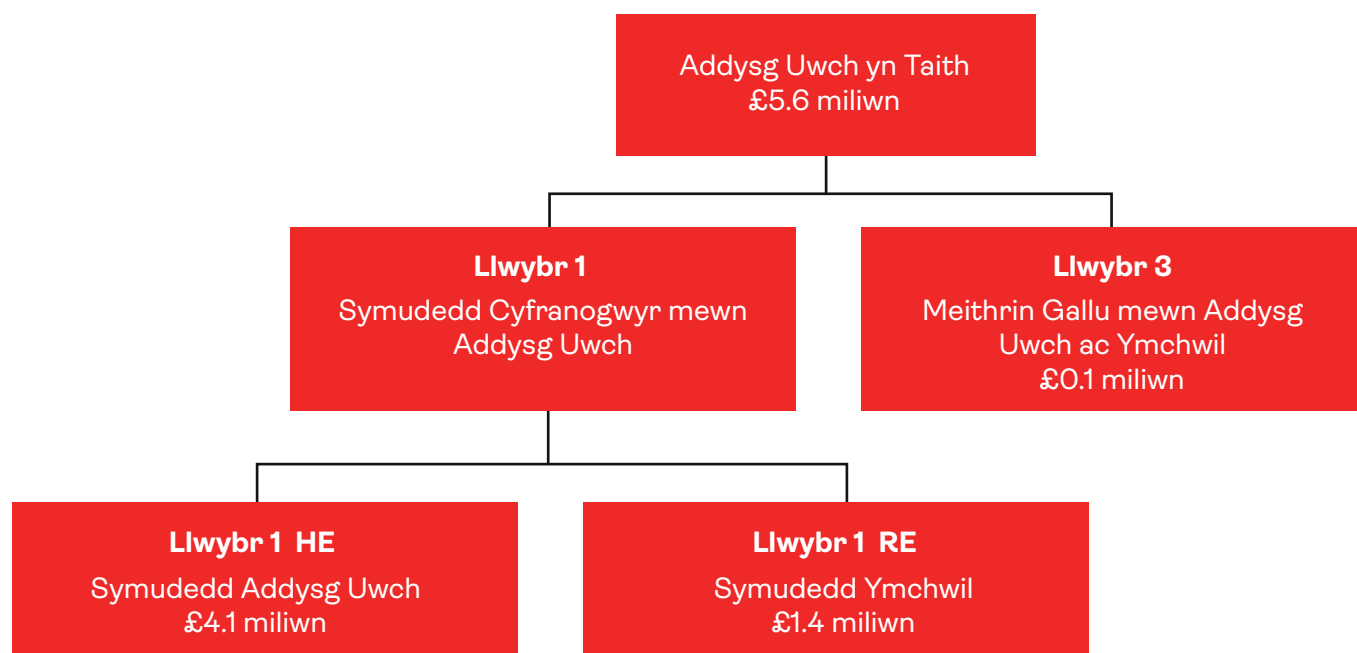 Addysg Uwch yn Taith
£5.6 miliwn
Llwybr 1
Symudedd Cyfranogwyr mewn
Addysg Uwch
Llwybr 3
Meithrin Gallu mewn Addysg
Uwch ac Ymchwil
£0.1 miliwn
Llwybr 1 HE
Symudedd Addysg Uwch
£4.1 miliwn
Llwybr 1 RE
Symudedd Ymchwil
£1.4 miliwn